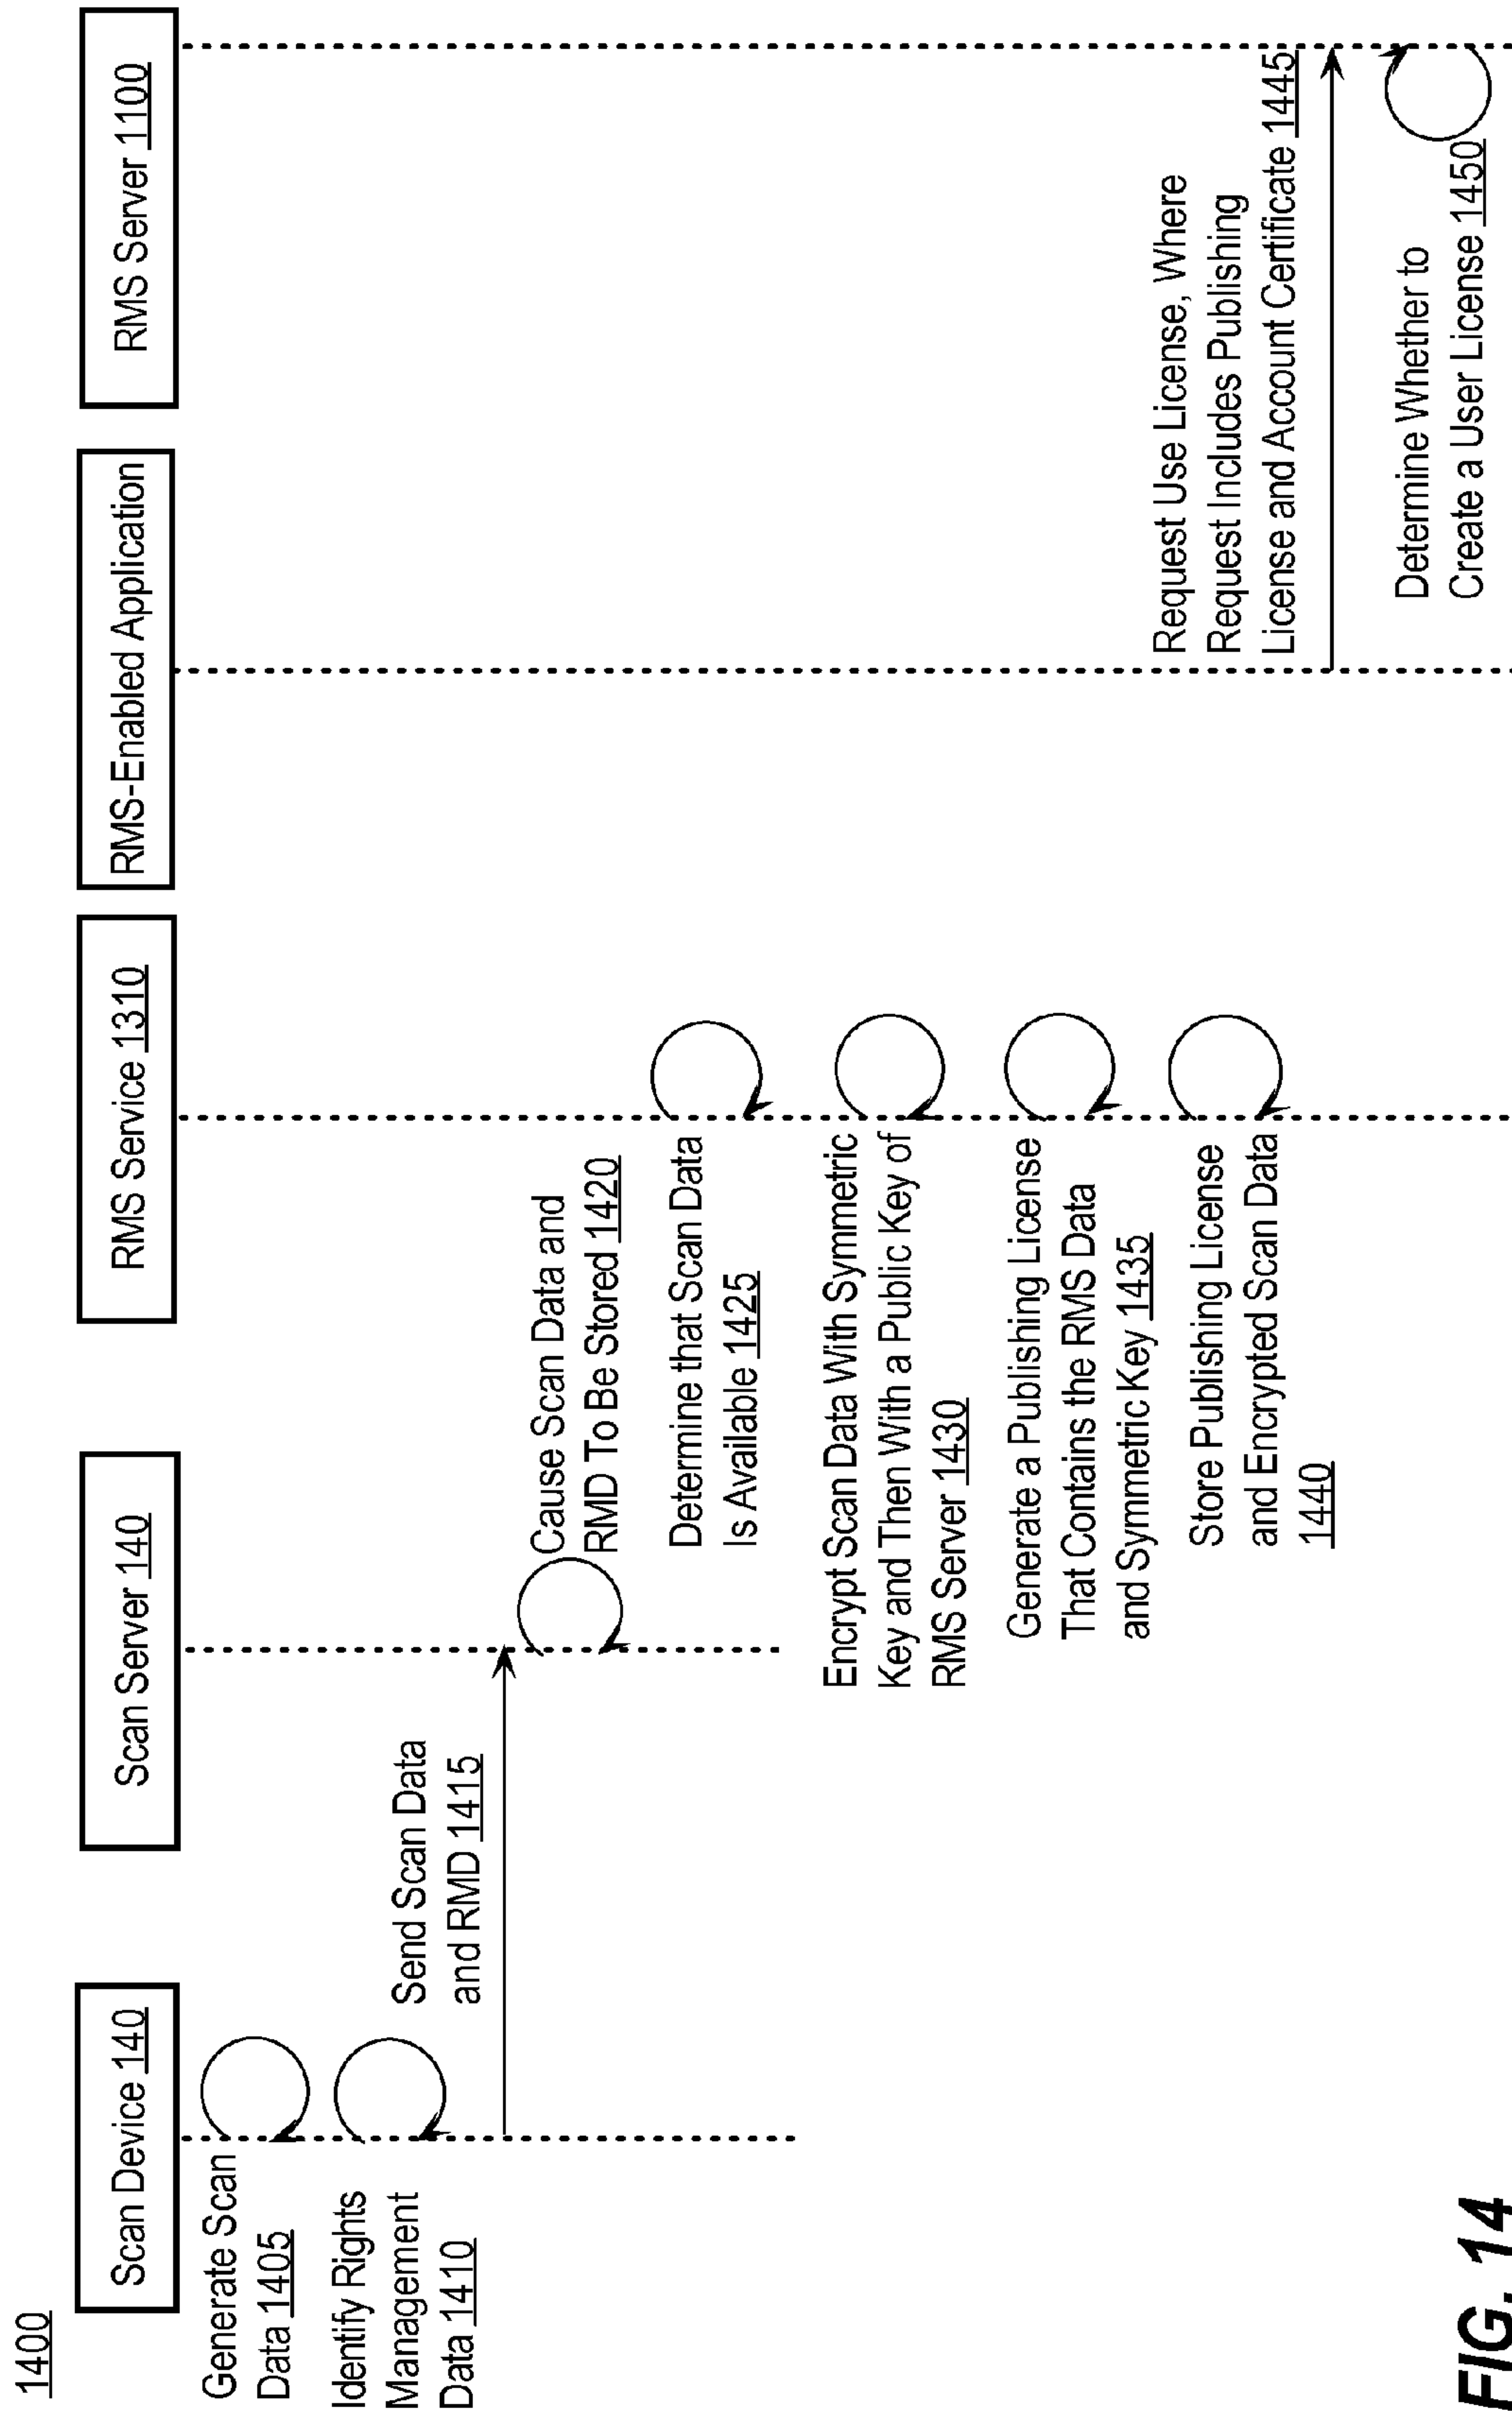 1400
Scan Device 140
Scan Server 140
RMS Service 1310
RMS-Enabled Application
RMS Server 1100
Generate Scan
Data 1405
Identify Rights
Management
Data 1410
Send Scan Data
and RMD 1415
Cause Scan Data and
RMD To Be Stored 1420
Determine that Scan Data
Is Available 1425
Encrypt Scan Data With Symmetric
Key and Then With a Public Key of
RMS Server 1430
Generate a Publishing License
That Contains the RMS Data
and Symmetric Key 1435
Store Publishing License
and Encrypted Scan Data
1440
Request Use License, Where
Request Includes Publishing
License and Account Certificate 1445
Determine Whether to
Create a User License 1450
FIG. 14